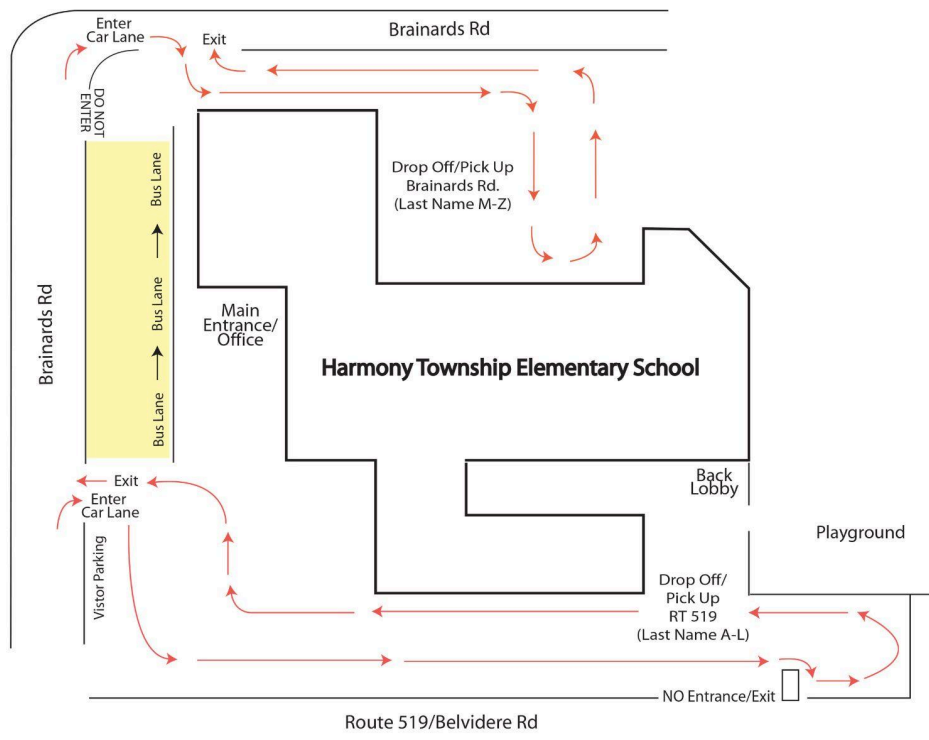 Enter
Car Lane
Exit
Brainards Rd
DO NOT
ENTER
Bus Lane
Drop Off/Pick Up
Brainards Rd.
(Last Name M-Z)
Bus Lane
Main
Entrance/
Office
Brainards Rd
Harmony Township Elementary School
Bus Lane
Exit
Enter
Car Lane
Back
Lobby
Playground
Vistor Parking
Drop Off/
Pick Up
RT 519
(Last Name A-L)
NO Entrance/Exit
Route 519/Belvidere Rd